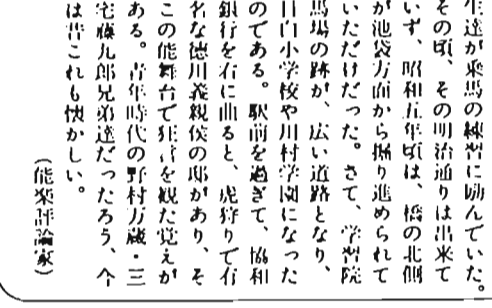 生達が乗馬の練習に励んでいた。
その頃、その明治通りは出来て
いず、昭和五年頃は、橋の北側
が池袋方面から掘り進められて
いただけだった。さて、学習院
馬場の跡が、広い道路となり、
目白小学校や川村学園になった
のである。駅前を過ぎて、協和
銀行を右に曲ると、虎狩りで有
名な徳川義親侯の邸があり、そ
この能舞台で狂言を観た覚えが
ある。青年時代の野村万蔵・三
宅藤九郎兄弟達だったろう、今
は昔これも懐かしい。
（能楽評論家）